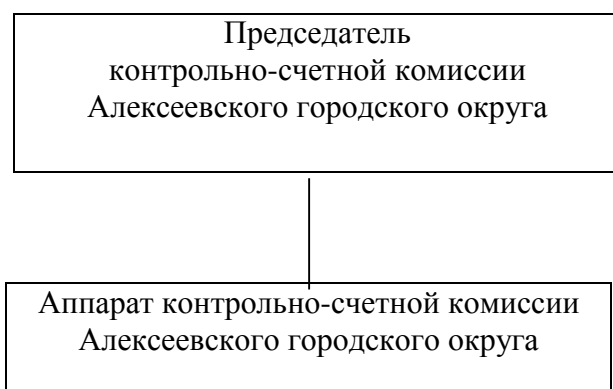 Председатель
контрольно-счетной комиссии
Алексеевского городского округа
Аппарат контрольно-счетной комиссии
Алексеевского городского округа